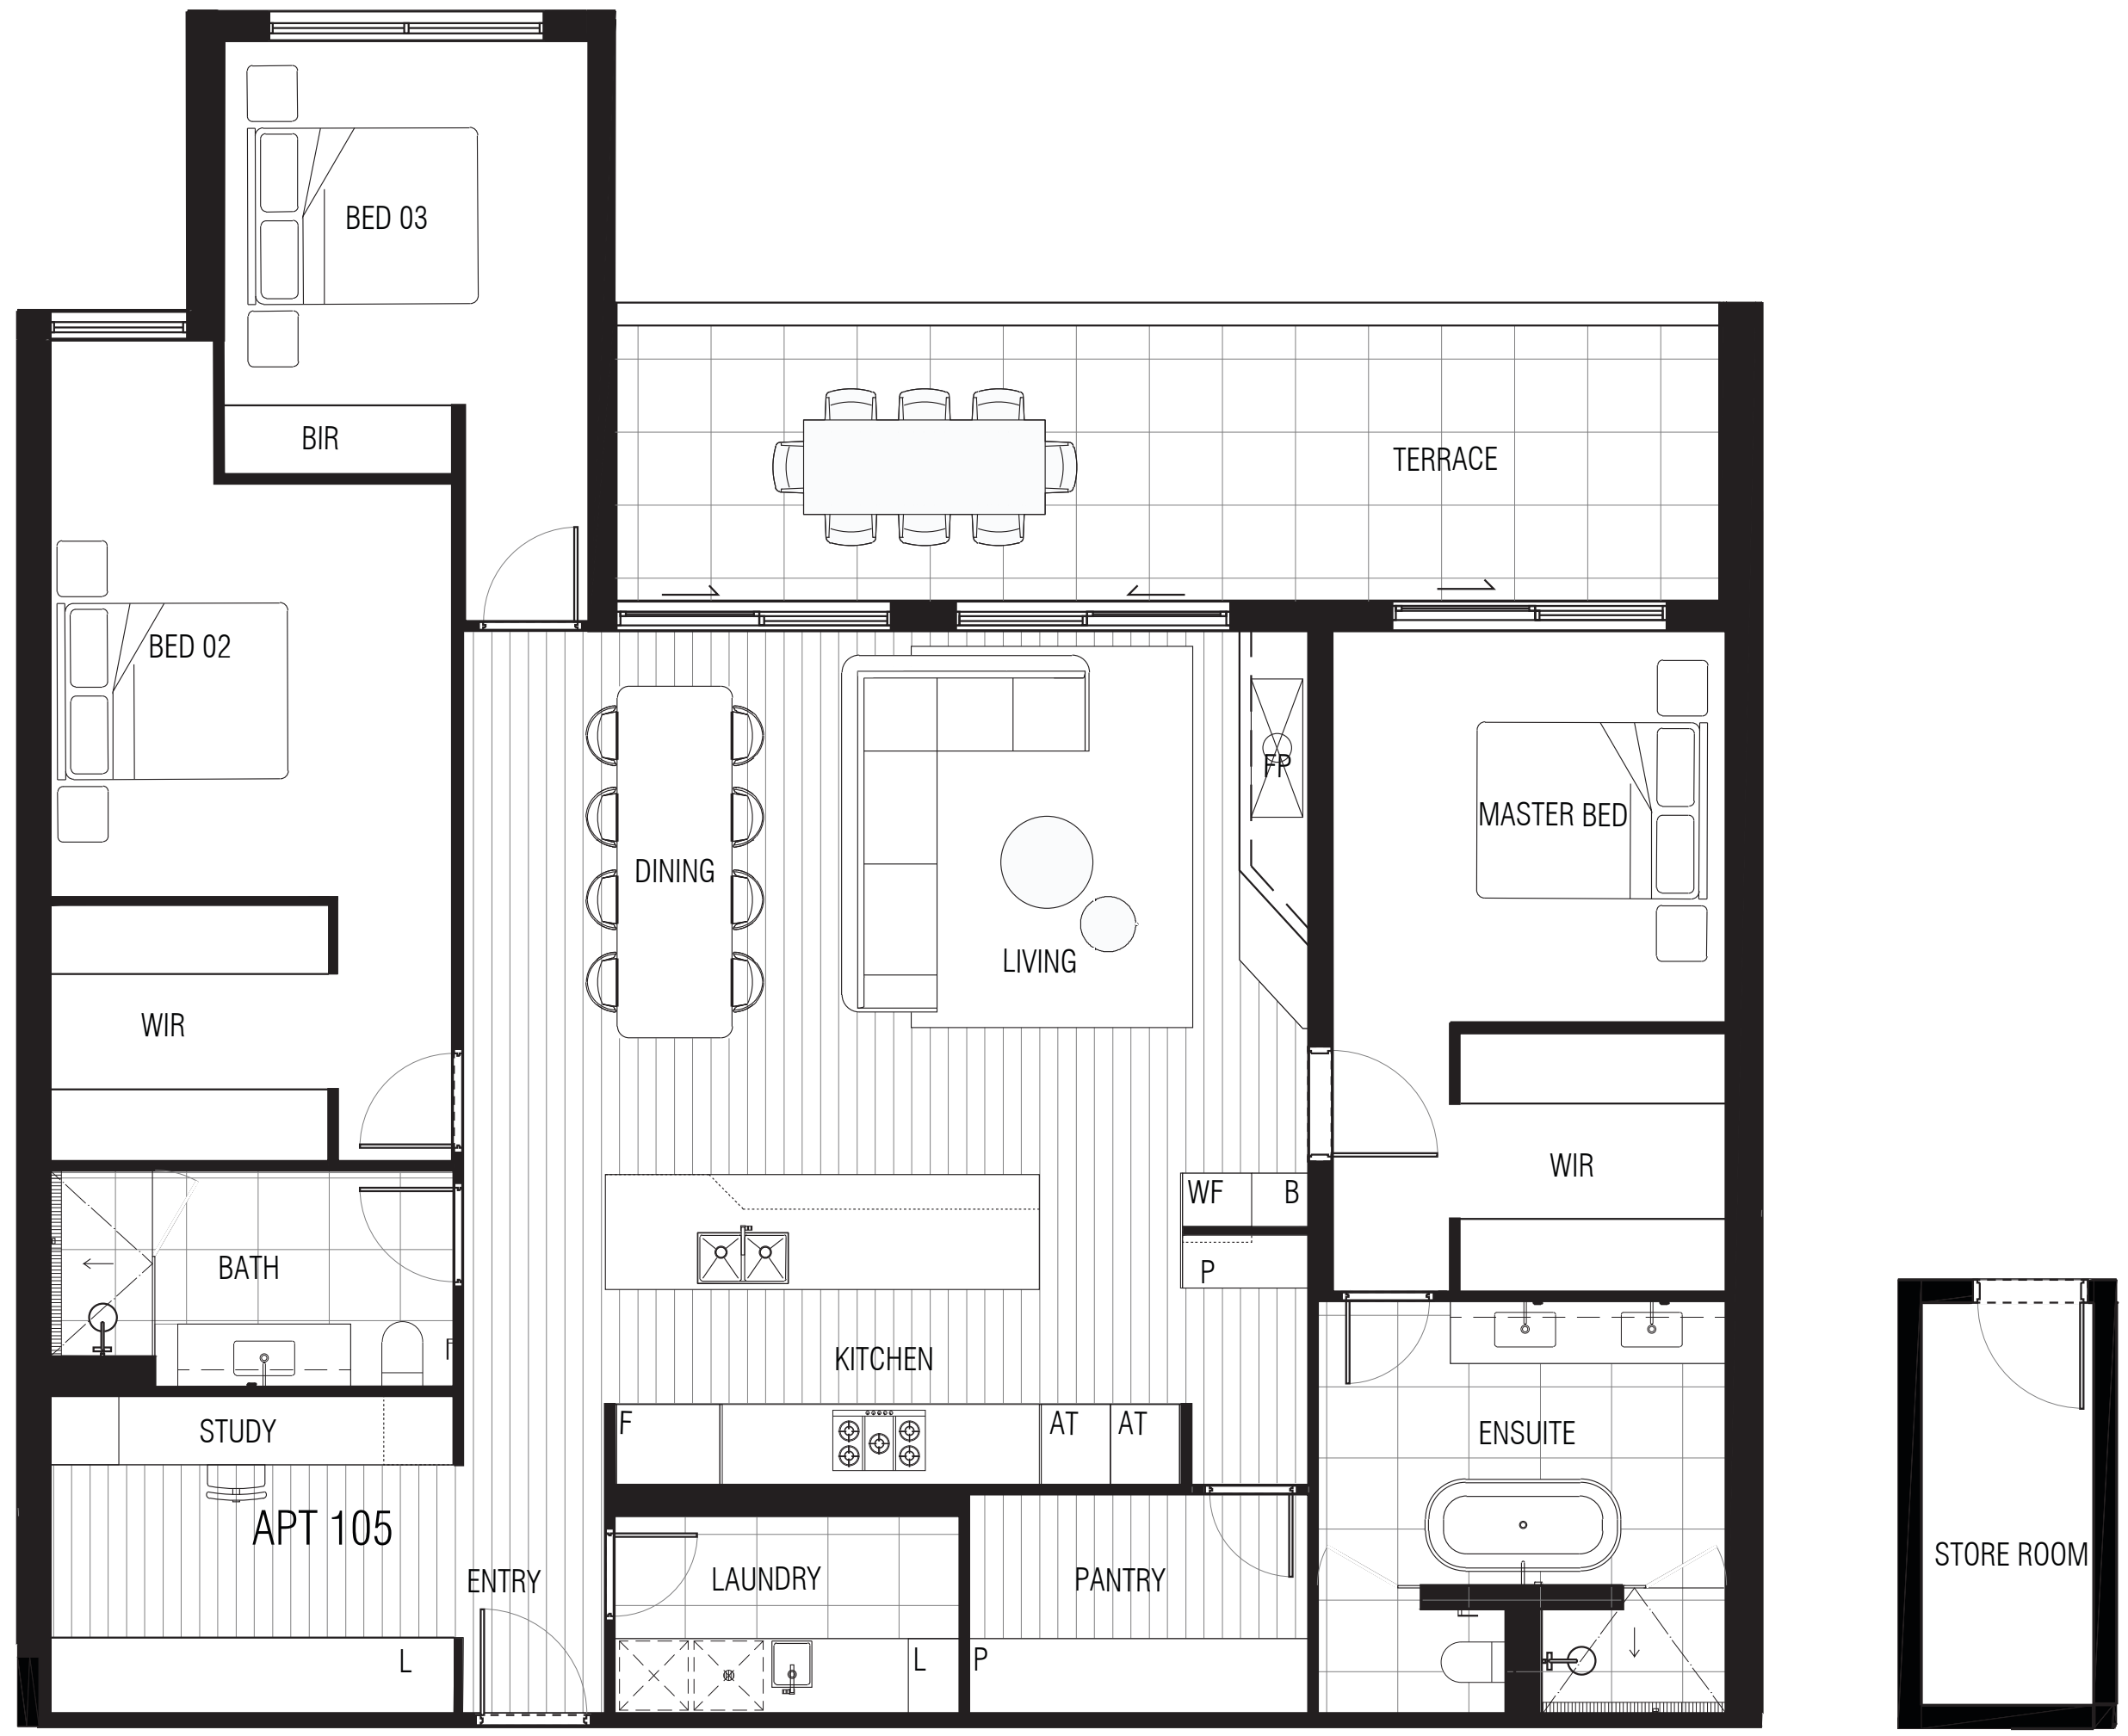 BED 03
BIR
TERRACE
BED 02
FP
MASTER BED
DINING
LIVING
WIR
WIR
WF B
P
BATH
F
KITCHEN
STUDY
F
AT AT
ENSUITE
APT 105
ENTRY
LAUNDRY
PANTRY
STORE ROOM
L
L
P